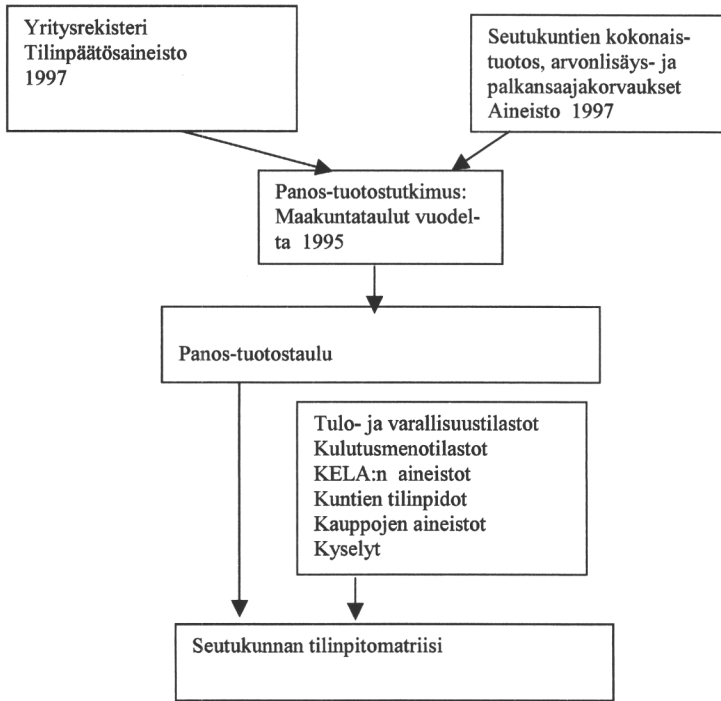 Yritysrekisteri
Tilinpäätösaineisto
1997
Seutukuntien kokonais-
tuotos, arvonlisäys- ja
palkansaajakorvaukset
Aineisto 1997
Panos-tuotostutkimus:
Maakuntataulut vuodel-
ta 1995
Panos-tuotostaulu
Tulo- ja varallisuustilastot
Kulutusmenotilastot
KELA:n aineistot
Kuntien tilinpidot
Kauppojen aineistot
Kyselyt
Seutukunnan tilinpitomatriisi